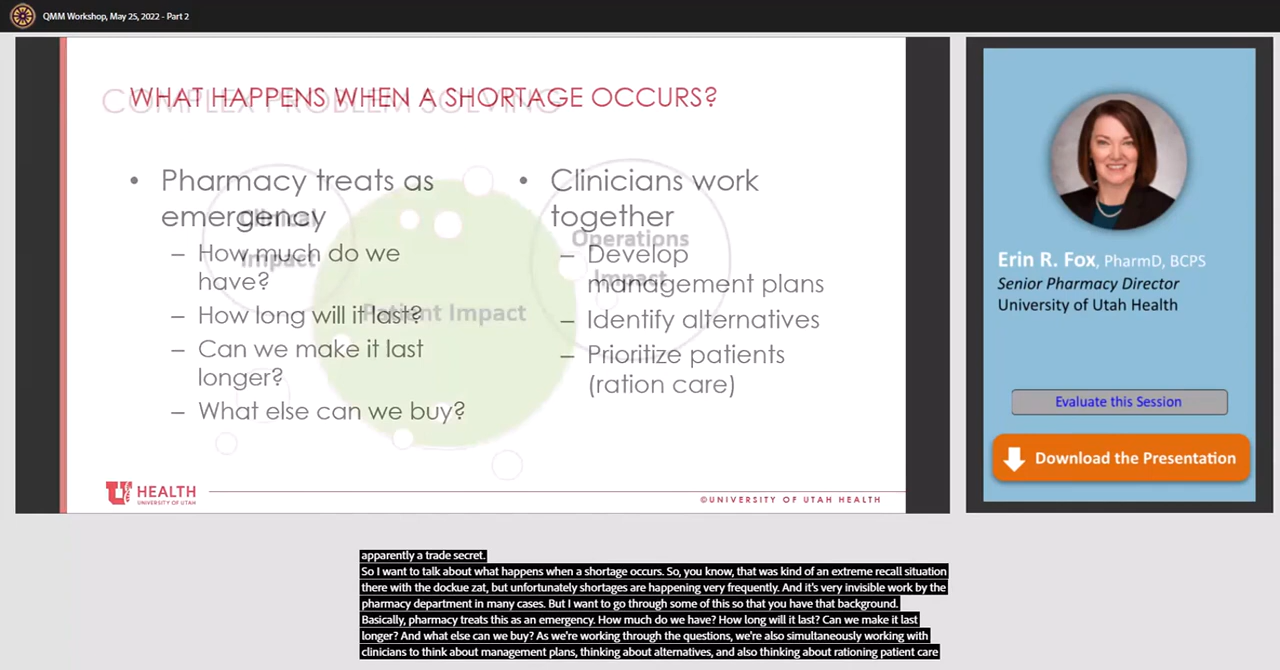 QMM Workshop, May 25, 2022 - Part 2
WHAT HAPPENS WHEN A SHORTAGE OCCURS?
COMPLEX PROBLEM SOLVING
• Pharmacy treats as
emergency
– How much do we
have?
– How long will it last?
– Can we make it last
longer?
– What else can we buy?
• Clinicians work
together
– Develop
management plans
– Identify alternatives
– Prioritize patients
(ration care)
Clinical
Impact
Patient Impact
Operations
Impact
U HEALTH
UNIVERSITY OF UTAH
©UNIVERSITY OF UTAH HEALTH
Erin R. Fox, PharmD, BCPS
Senior Pharmacy Director
University of Utah Health
Evaluate this Session
Download the Presentation
apparently a trade secret.
So I want to talk about what happens when a shortage occurs. So, you know, that was kind of an extreme recall situation
there with the dockue zat, but unfortunately shortages are happening very frequently. And it's very invisible work by the
pharmacy department in many cases. But I want to go through some of this so that you have that background.
Basically, pharmacy treats this as an emergency. How much do we have? How long will it last? Can we make it last
longer? And what else can we buy? As we're working through the questions, we're also simultaneously working with
clinicians to think about management plans, thinking about alternatives, and also thinking about rationing patient care